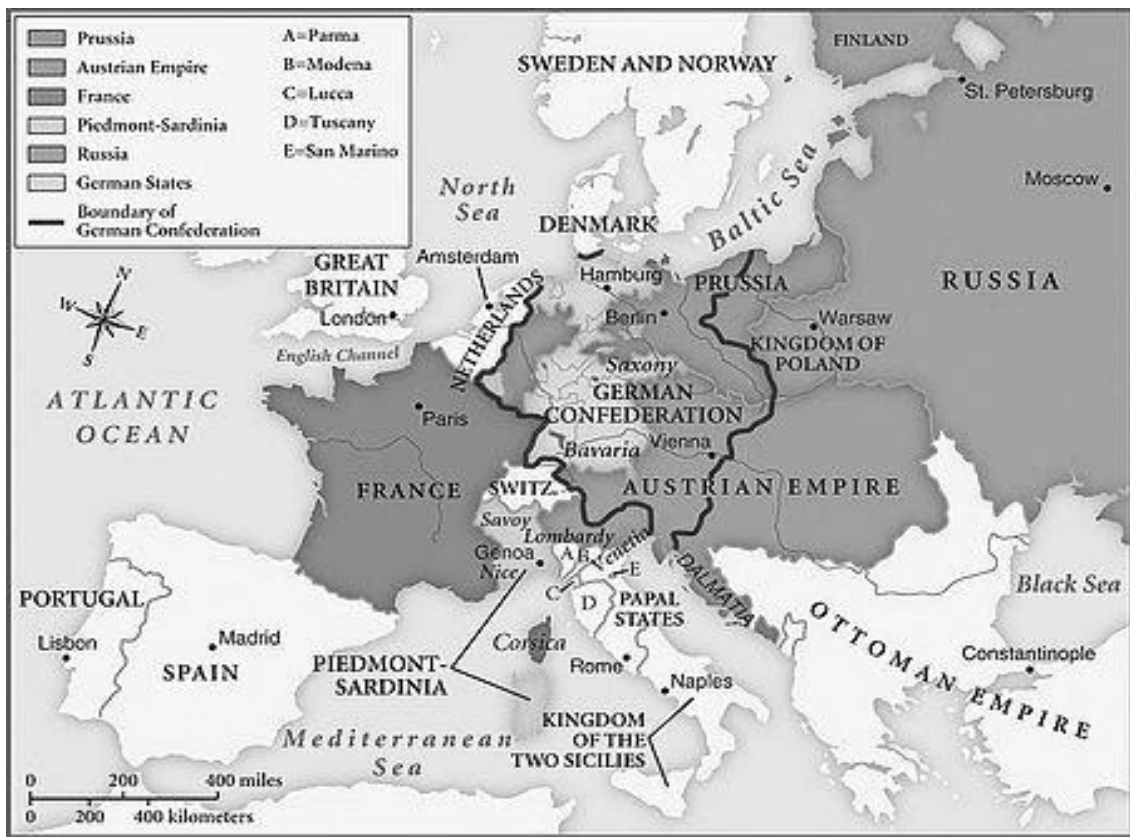 Prussia
Austrian Empire
France
Piedmont-Sardinia
Russia
German States
Boundary of
German Confederation
A=Parma
B=Modena
C=Lucca
D=Tuscany
E=San Marino
FINLAND
SWEDEN AND NORWAY
St. Petersburg
Moscow
North
Sea
Baltic Sea
DENMARK
Amsterdam
Hamburg
PRUSSIA
RUSSIA
GREAT
BRITAIN
London
NETHERLANDS
Berlin
Warsaw
KINGDOM OF
POLAND
N
W
E
S
English Channel
Saxony
GERMAN
CONFEDERATION
ATLANTIC
OCEAN
Paris
Vienna
Bavaria
FRANCE
SWITZ.
AUSTRIAN EMPIRE
Savoy
Lombardy
Venetia
Genoa
Nice
A
B
C
D
E
DALMATIA
Black Sea
PORTUGAL
Lisbon
Madrid
SPAIN
PAPAL
STATES
Corsica
Rome
OTTOMAN EMPIRE
Constantinople
PIEDMONT-
SARDINIA
Naples
KINGDOM
OF THE
TWO SICILIES
Mediterranean
Sea
0 200 400 miles
0 200 400 kilometers